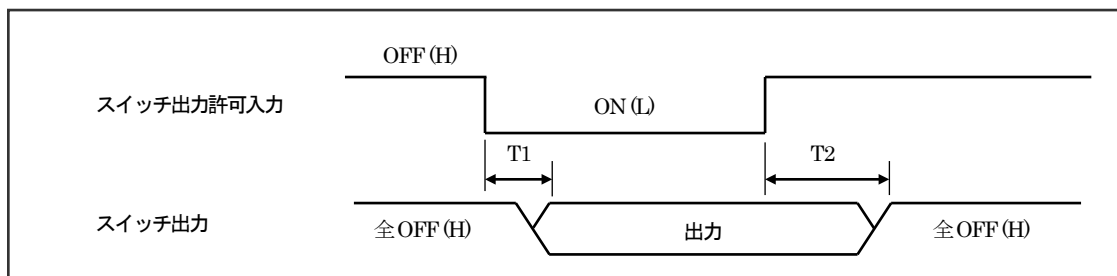 OFF(H)
スイッチ出力許可入力
ON(L)
T1
T2
スイッチ出力
全OFF(H)
出力
全OFF(H)